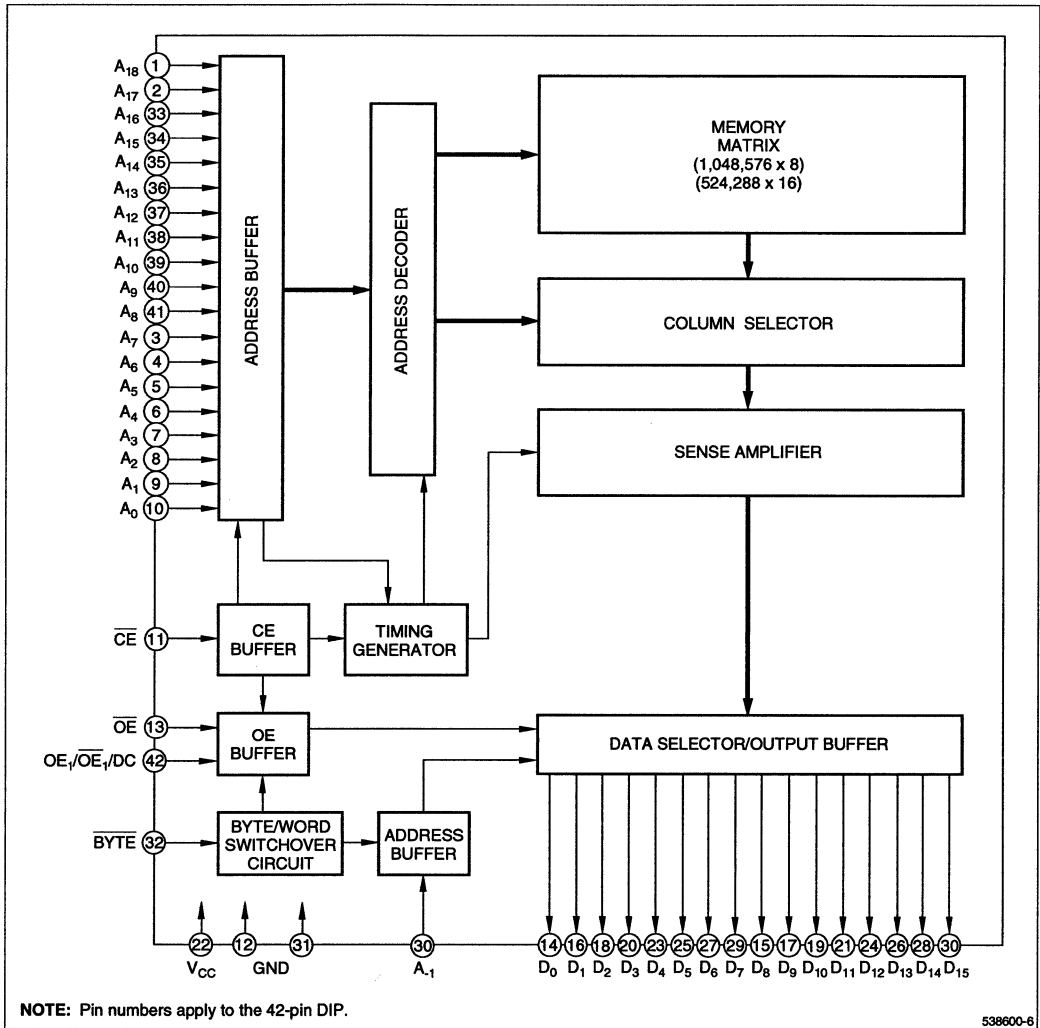 A18 1
A17 2
A16 33
A15 34
A14 35
A13 36
A12 37
A11 38
A10 39
A9 40
A8 41
A7 3
A6 4
A5 5
A4 6
A3 7
A2 8
A1 9
A0 10
ADDRESS BUFFER
ADDRESS DECODER
MEMORY
MATRIX
(1,048,576 x 8)
(524,288 x 16)
COLUMN SELECTOR
SENSE AMPLIFIER
C̅E̅ 11
CE
BUFFER
TIMING
GENERATOR
O̅E̅ 13
OE1/O̅E̅1/DC 42
OE
BUFFER
DATA SELECTOR/OUTPUT BUFFER
B̅Y̅T̅E̅ 32
BYTE/WORD
SWITCHOVER
CIRCUIT
ADDRESS
BUFFER
22 12 31 30 14 16 18 20 23 25 27 29 15 17 19 21 24 26 28 30
VCC GND A-1 D0 D1 D2 D3 D4 D5 D6 D7 D8 D9 D10 D11 D12 D13 D14 D15
NOTE: Pin numbers apply to the 42-pin DIP.
538600-6